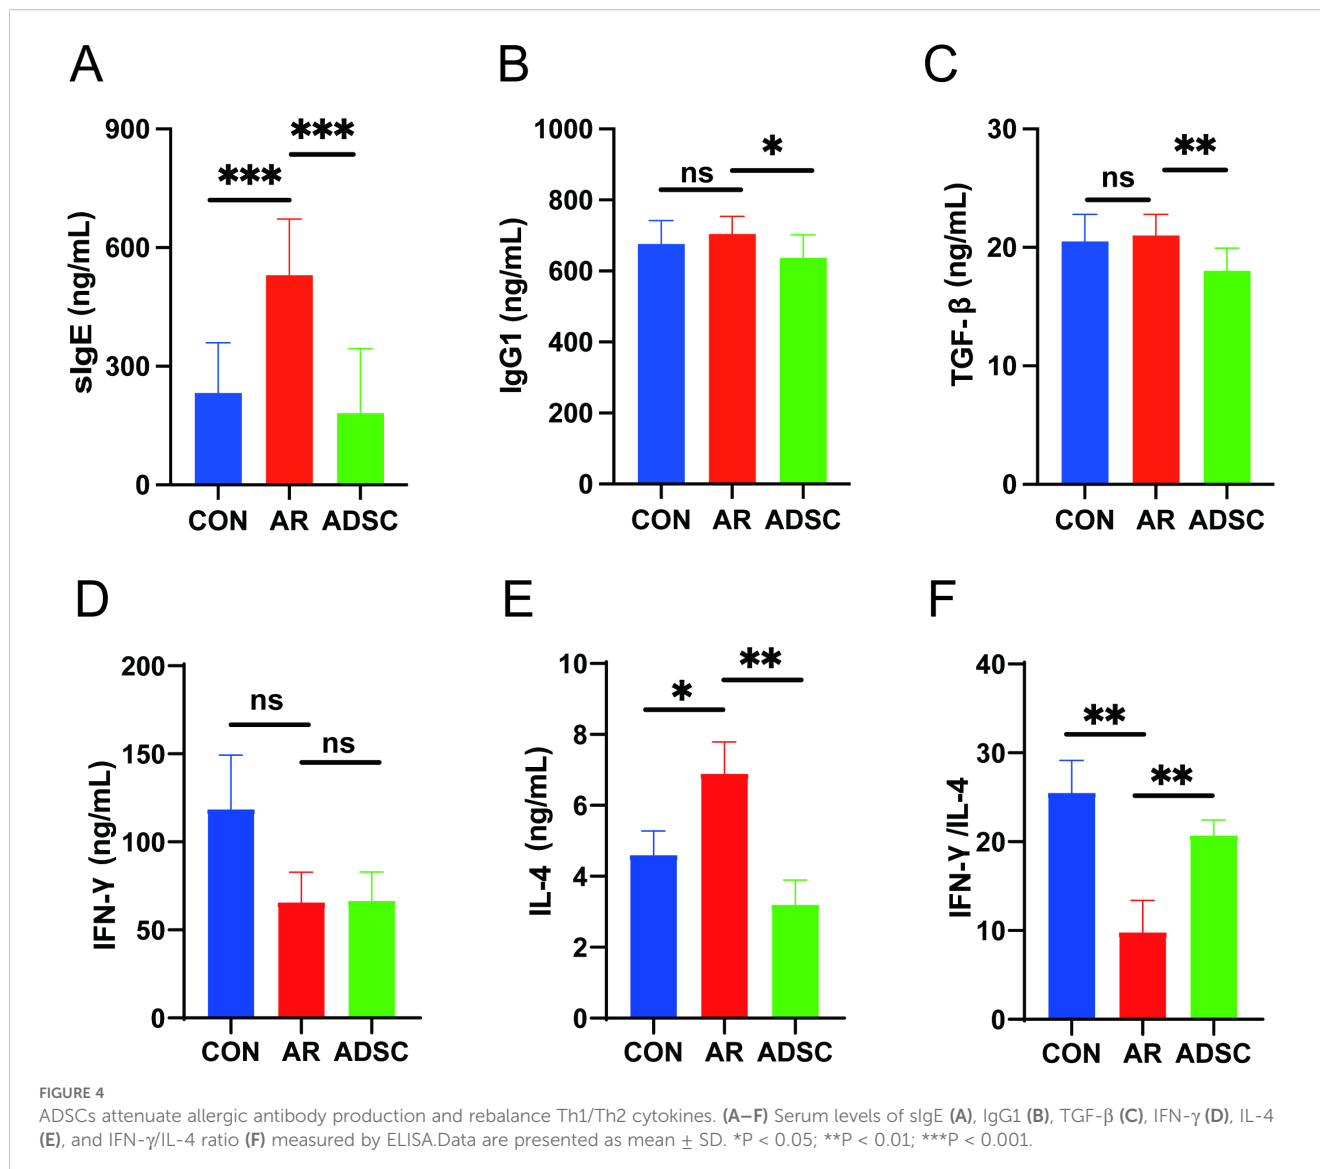 A
900
600
300
0
sIgE (ng/mL)
***
***
CON AR ADSC
B
1000
800
600
400
200
0
IgG1 (ng/mL)
ns
*
CON AR ADSC
C
30
20
10
0
TGF-β (ng/mL)
ns
**
CON AR ADSC
D
200
150
100
50
0
IFN-γ (ng/mL)
ns
ns
CON AR ADSC
E
10
8
6
4
2
0
IL-4 (ng/mL)
*
**
CON AR ADSC
F
40
30
20
10
0
IFN-γ/IL-4
**
**
CON AR ADSC
FIGURE 4
ADSCs attenuate allergic antibody production and rebalance Th1/Th2 cytokines. (A–F) Serum levels of sIgE (A), IgG1 (B), TGF-β (C), IFN-γ (D), IL-4
(E), and IFN-γ/IL-4 ratio (F) measured by ELISA.Data are presented as mean ± SD. *P < 0.05; **P < 0.01; ***P < 0.001.